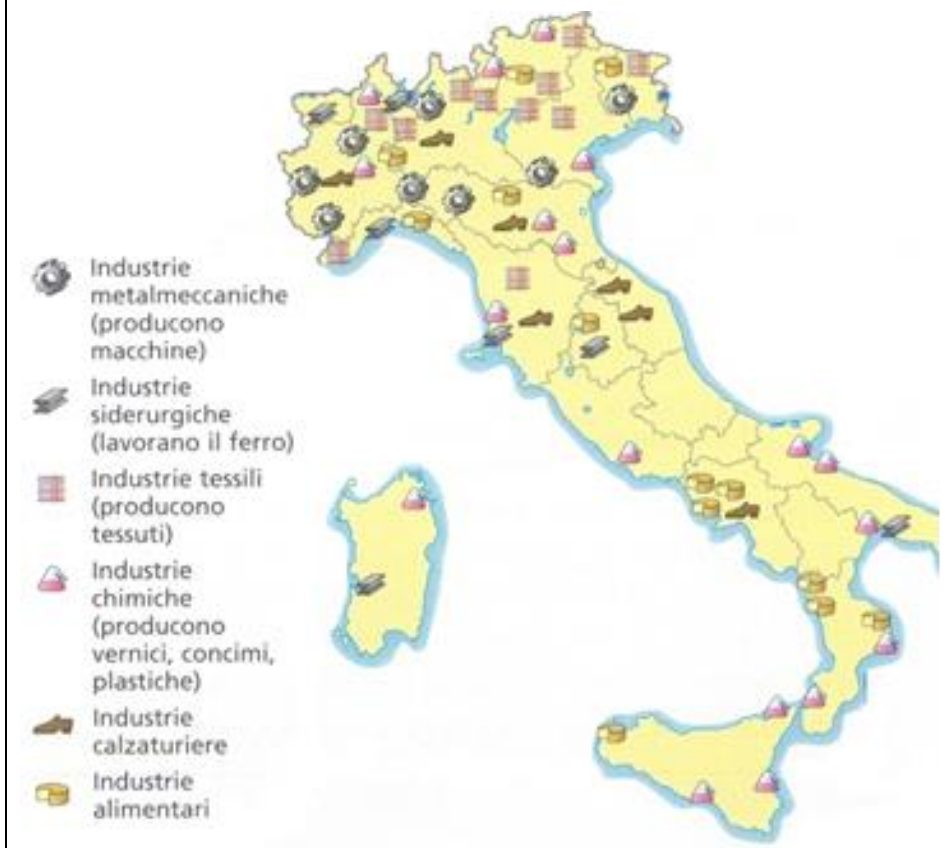 Industrie
metalmeccaniche
(producono
macchine)
Industrie
siderurgiche
(lavorano il ferro)
Industrie tessili
(producono
tessuti)
Industrie
chimiche
(producono
vernici, concimi,
plastiche)
Industrie
calzaturiere
Industrie
alimentari